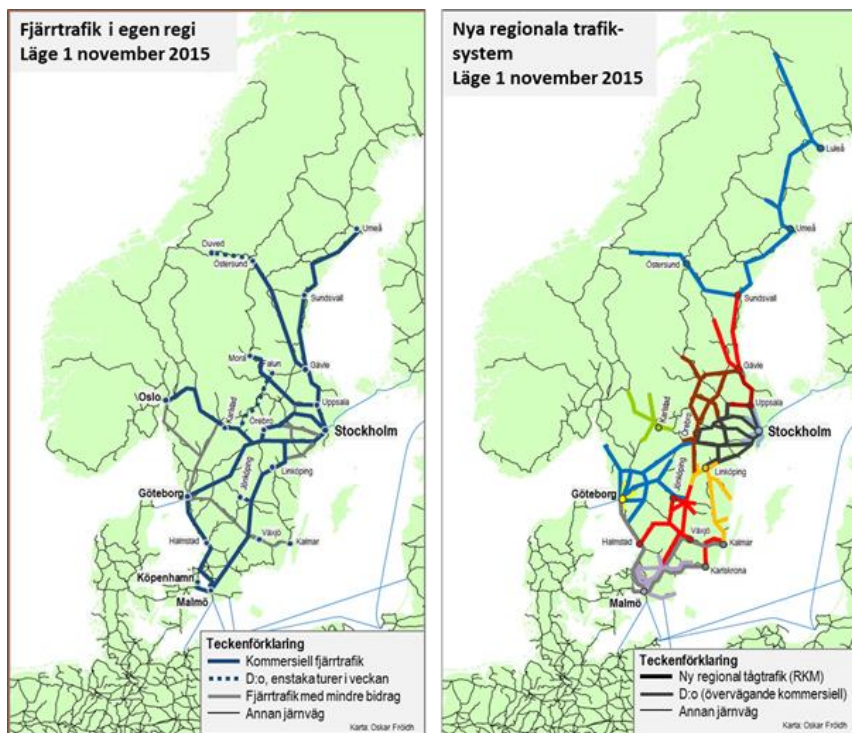 Fjärrtrafik i egen regi
Läge 1 november 2015
Umeå
Duved
Östersund
Sundsvall
Mora
Falun
Gävle
Oslo
Uppsala
Karlstad
Örebro
Stockholm
Linköping
Jönköping
Göteborg
Växjö
Halmstad
Kalmar
Köpenhamn
Malmö
Teckenförklaring
Kommersiell fjärrtrafik
D:o, enstaka turer i veckan
Fjärrtrafik med mindre bidrag
Annan järnväg
Karta: Oskar Fröidh
Nya regionala trafik-
system
Läge 1 november 2015
Luleå
Umeå
Östersund
Sundsvall
Gävle
Uppsala
Karlstad
Örebro
Stockholm
Linköping
Jönköping
Göteborg
Växjö
Halmstad
Kalmar
Karlskrona
Malmö
Teckenförklaring
Ny regional tågtrafik (RKM)
D:o (övervägande kommersiell)
Annan järnväg
Karta: Oskar Fröidh